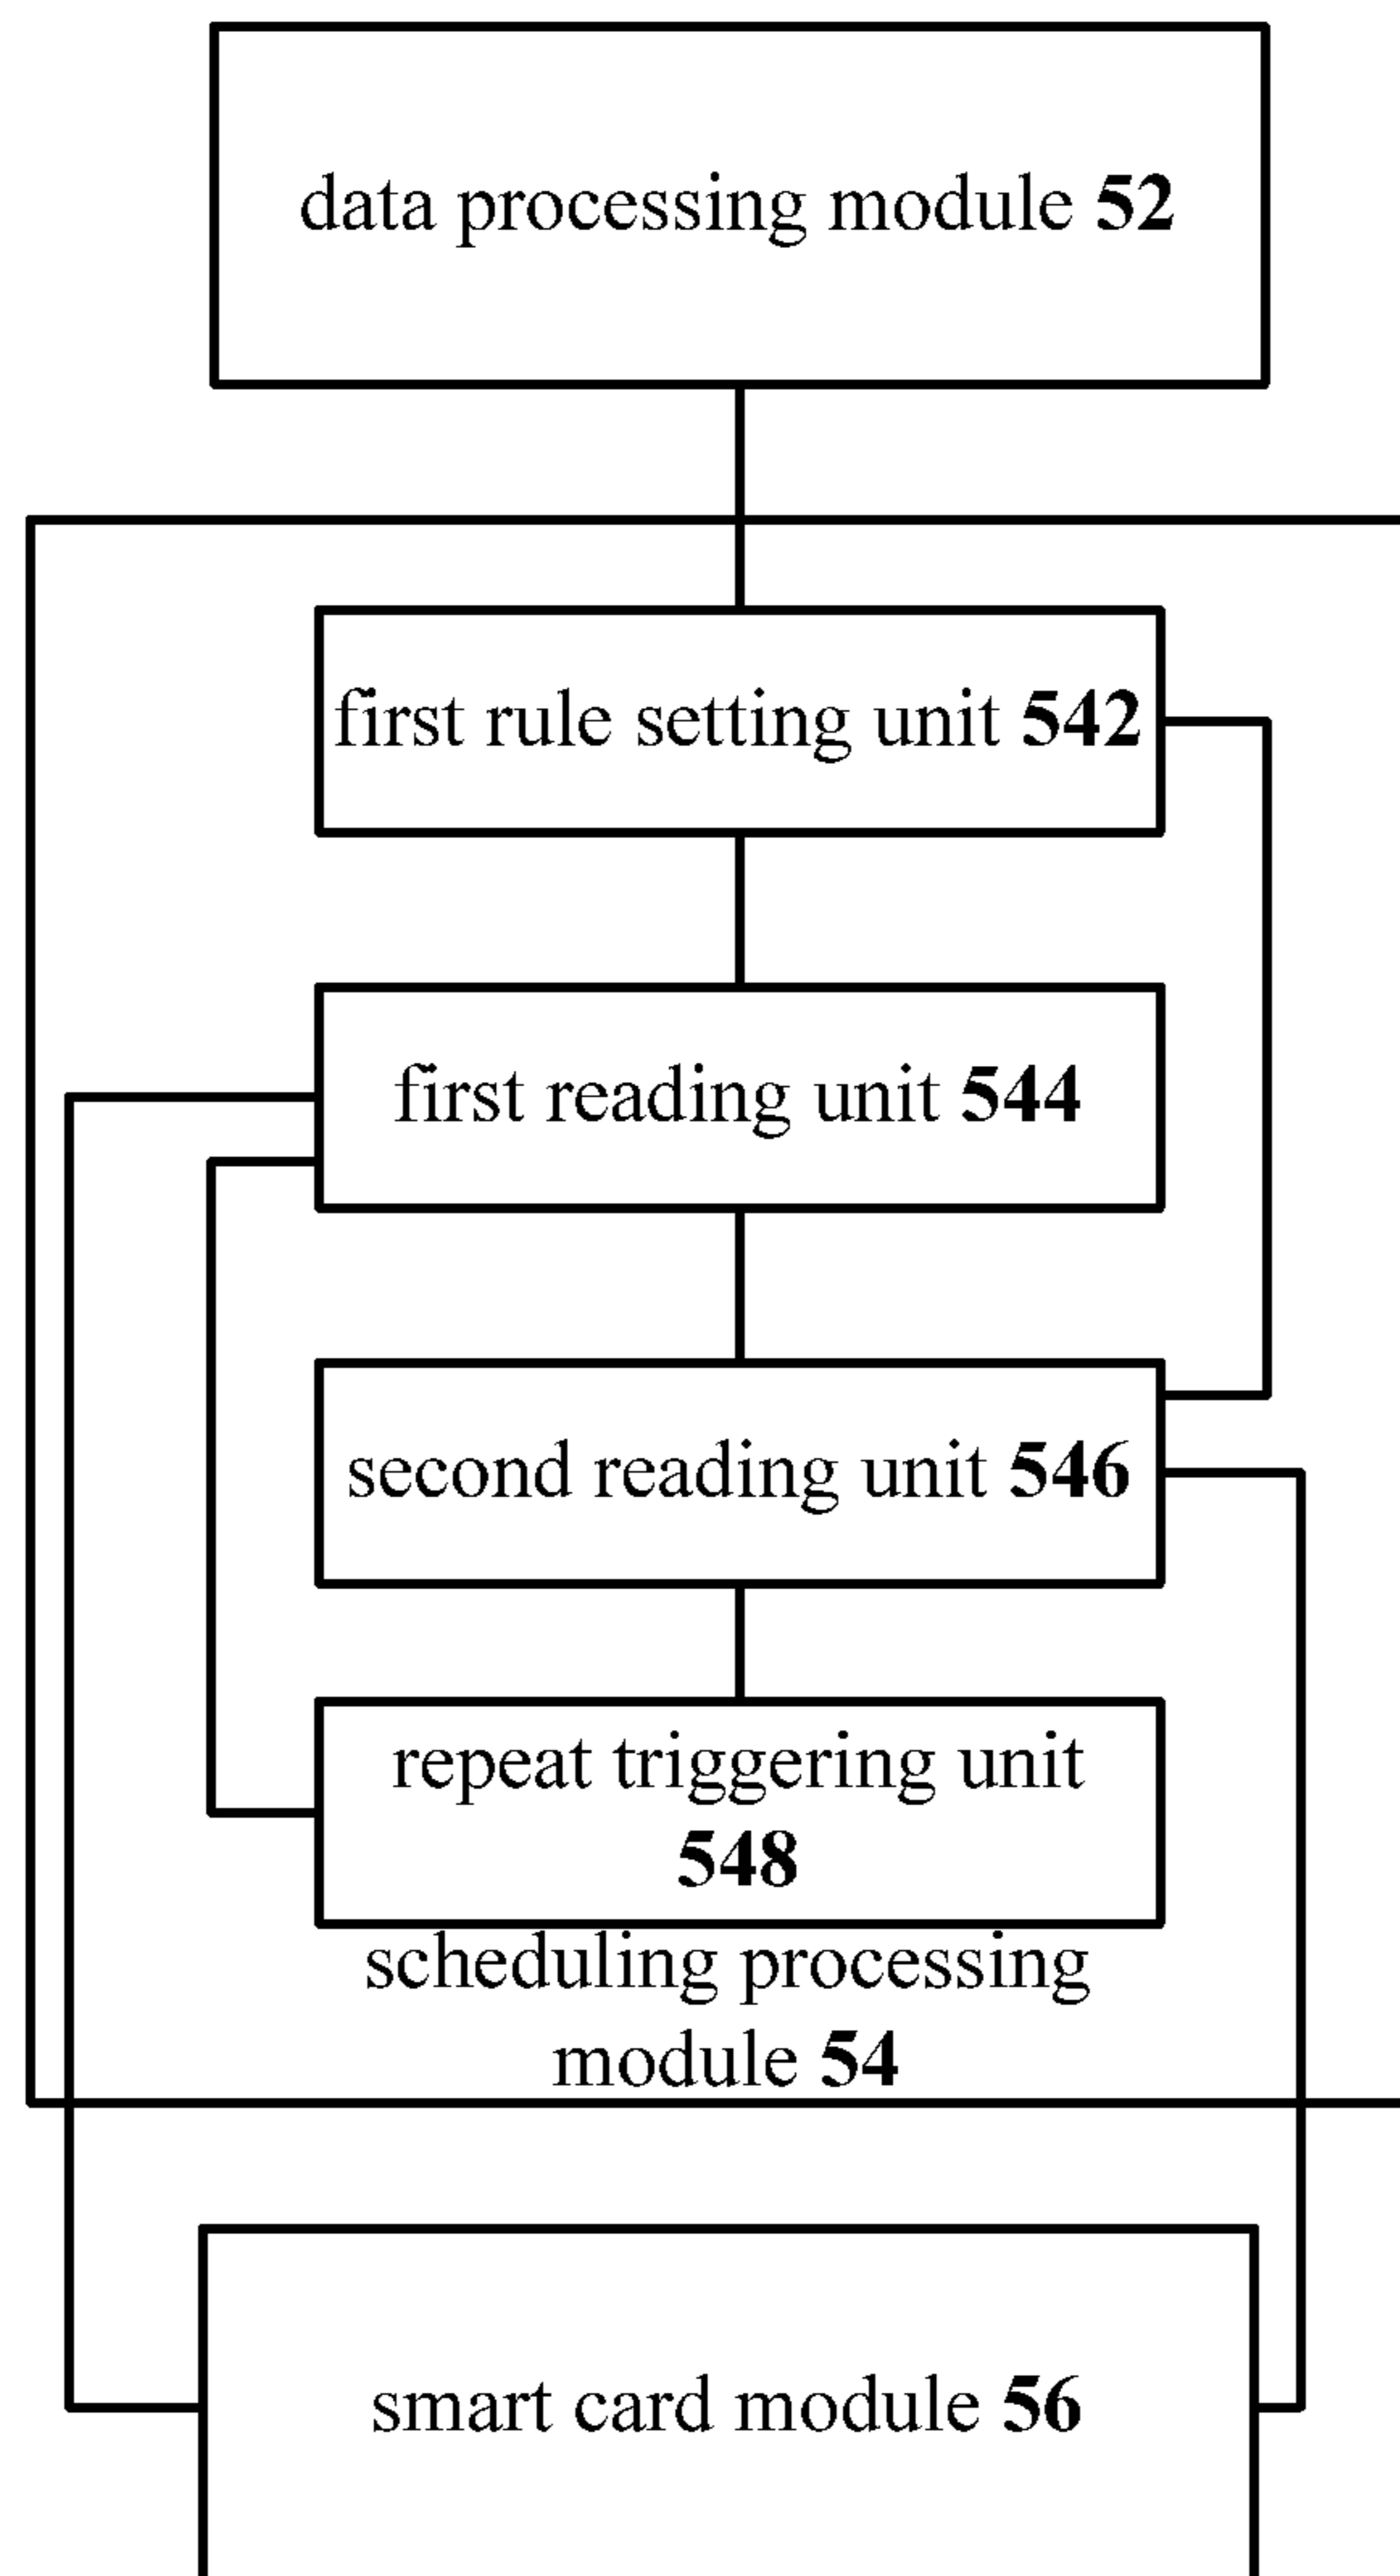 data processing module 52
first rule setting unit 542
first reading unit 544
second reading unit 546
repeat triggering unit
548
scheduling processing
module 54
smart card module 56